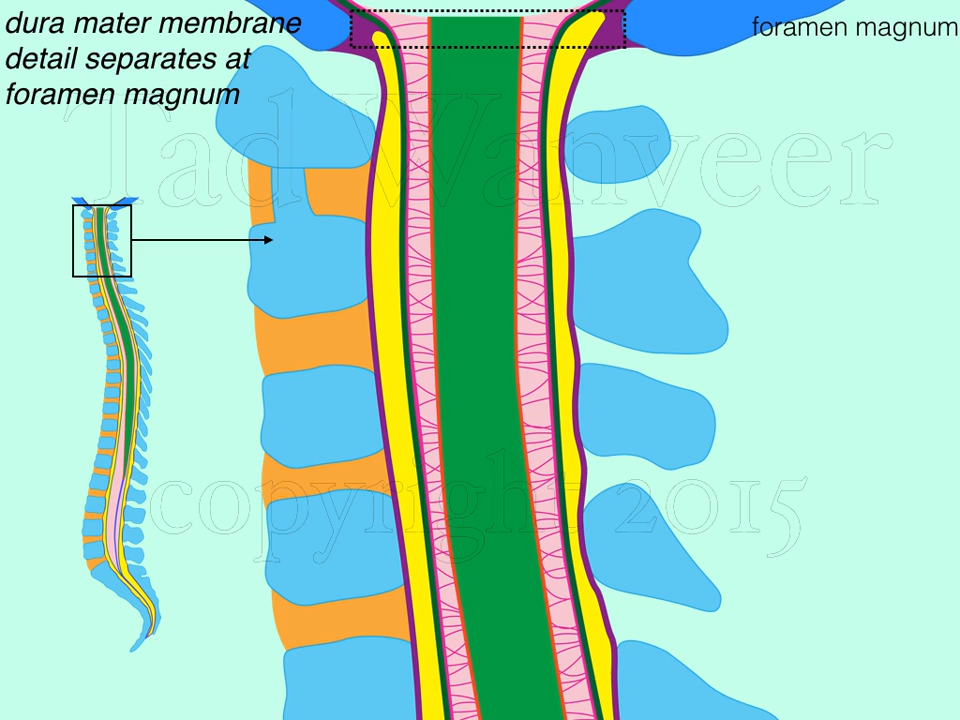 dura mater membrane
detail separates at
foramen magnum
foramen magnum
Tad Wanveer
copyright 2015